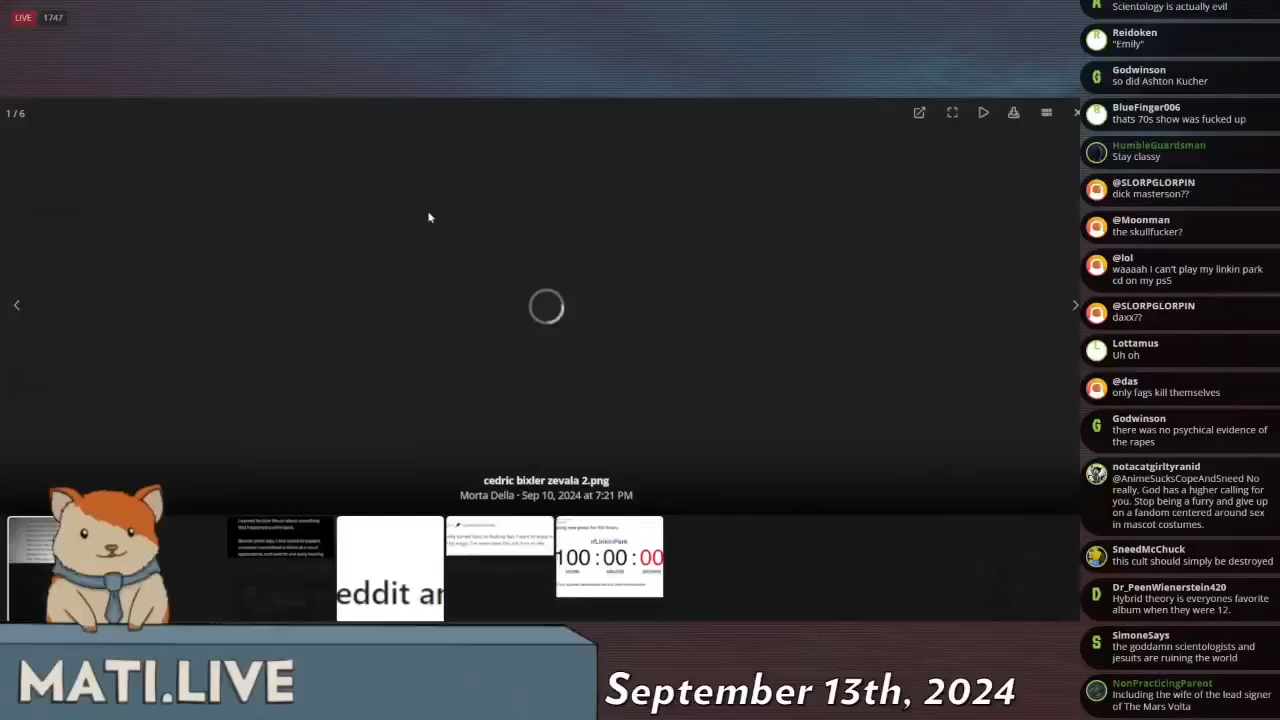 LIVE 1747
1 / 6
cedric bixler zevala 2.png
Morta Della · Sep 10, 2024 at 7:21 PM
eddit ar
r/LinkinPark
100 : 00 : 00
MATI.LIVE
September 13th, 2024
Scientology is actually evil
Reidoken
"Emily"
Godwinson
so did Ashton Kucher
BlueFinger006
thats 70s show was fucked up
HumbleGuardsman
Stay classy
@SLORPGLORPIN
dick masterson??
@Moonman
the skullfucker?
@lol
waaaah I can't play my linkin park
cd on my ps5
@SLORPGLORPIN
daxx??
Lottamus
Uh oh
@das
only fags kill themselves
Godwinson
there was no psychical evidence of
the rapes
notacatgirltyranid
@AnimeSucksCopeAndSneed No
really. God has a higher calling for
you. Stop being a furry and give up
on a fandom centered around sex
in mascot costumes.
SneedMcChuck
this cult should simply be destroye
Dr_PeenWienerstein420
Hybrid theory is everyones favorite
album when they were 12.
SimoneSays
the goddamn scientologists and
jesuits are ruining the world
NonPracticingParent
Including the wife of the lead signer
of The Mars Volta